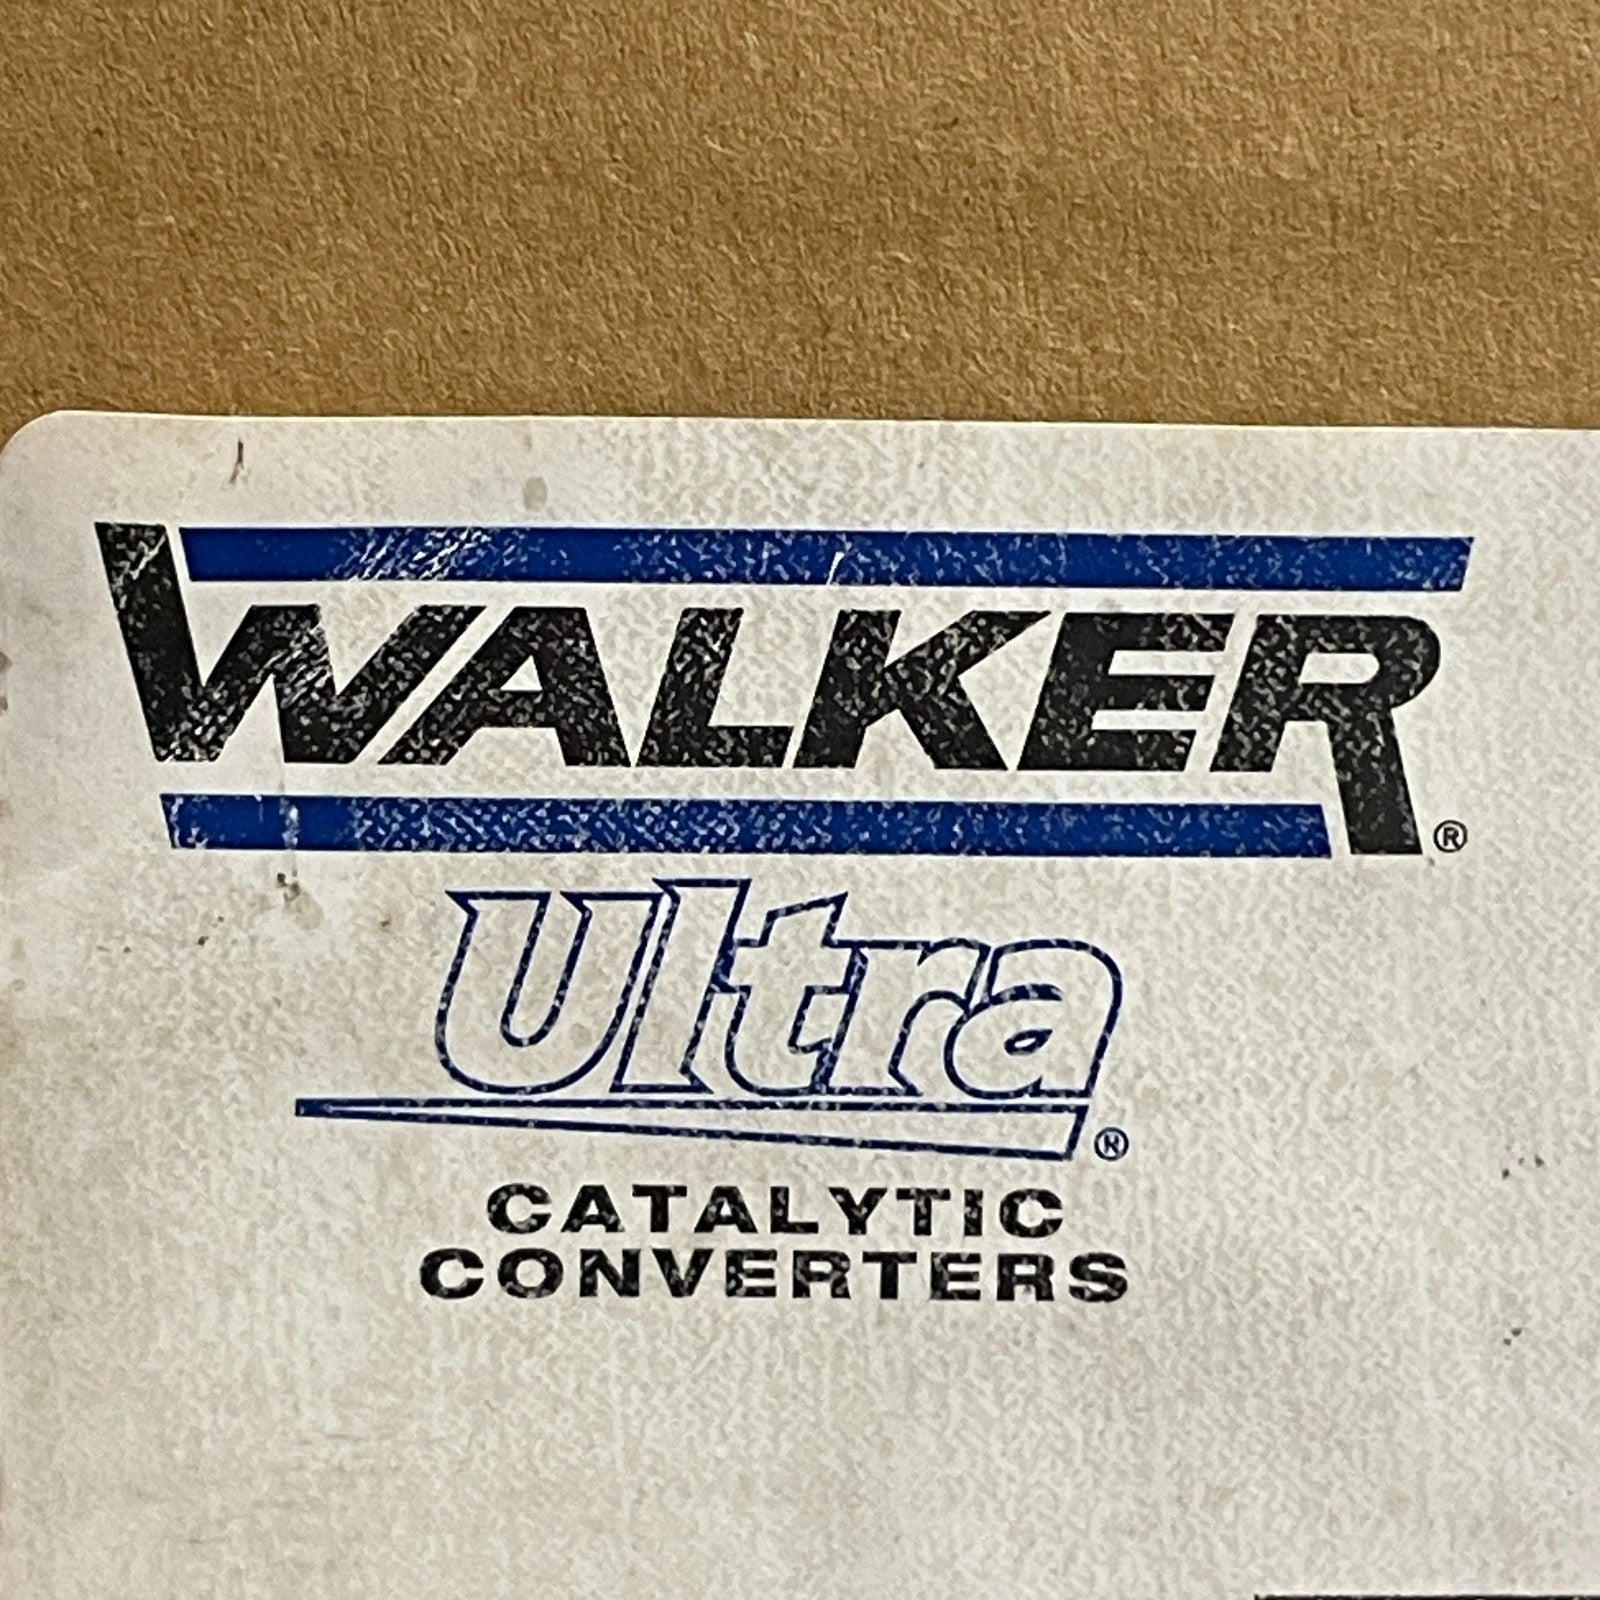 WALKER®
Ultra®
CATALYTIC
CONVERTERS